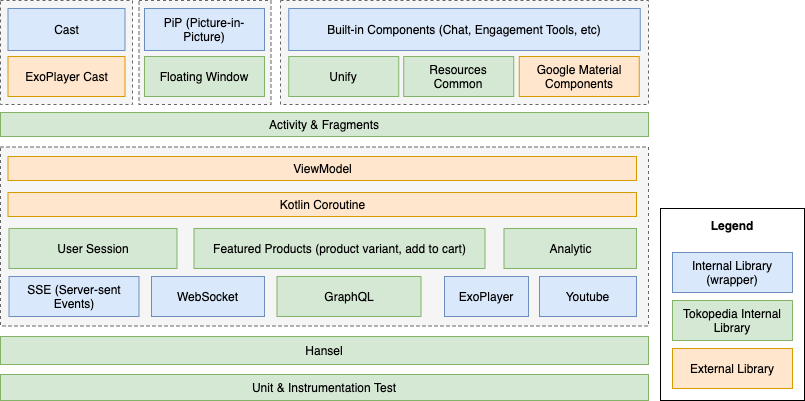 Cast
PiP (Picture-in-
Picture)
Built-in Components (Chat, Engagement Tools, etc)
ExoPlayer Cast
Floating Window
Unify
Resources
Common
Google Material
Components
Activity & Fragments
ViewModel
Kotlin Coroutine
User Session
Featured Products (product variant, add to cart)
Analytic
SSE (Server-sent
Events)
WebSocket
GraphQL
ExoPlayer
Youtube
Hansel
Unit & Instrumentation Test
Legend
Internal Library
(wrapper)
Tokopedia Internal
Library
External Library